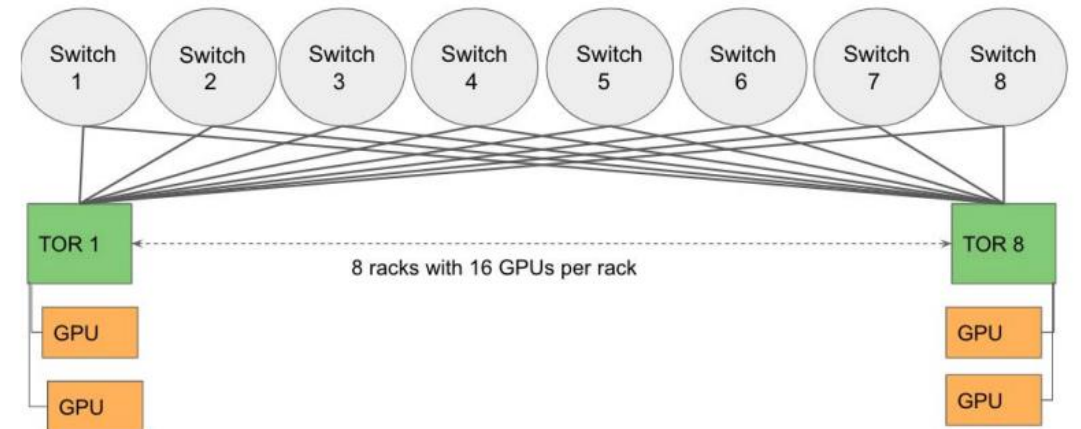 Switch
1
Switch
2
Switch
3
Switch
4
Switch
5
Switch
6
Switch
7
Switch
8
TOR 1
TOR 8
8 racks with 16 GPUs per rack
GPU
GPU
GPU
GPU